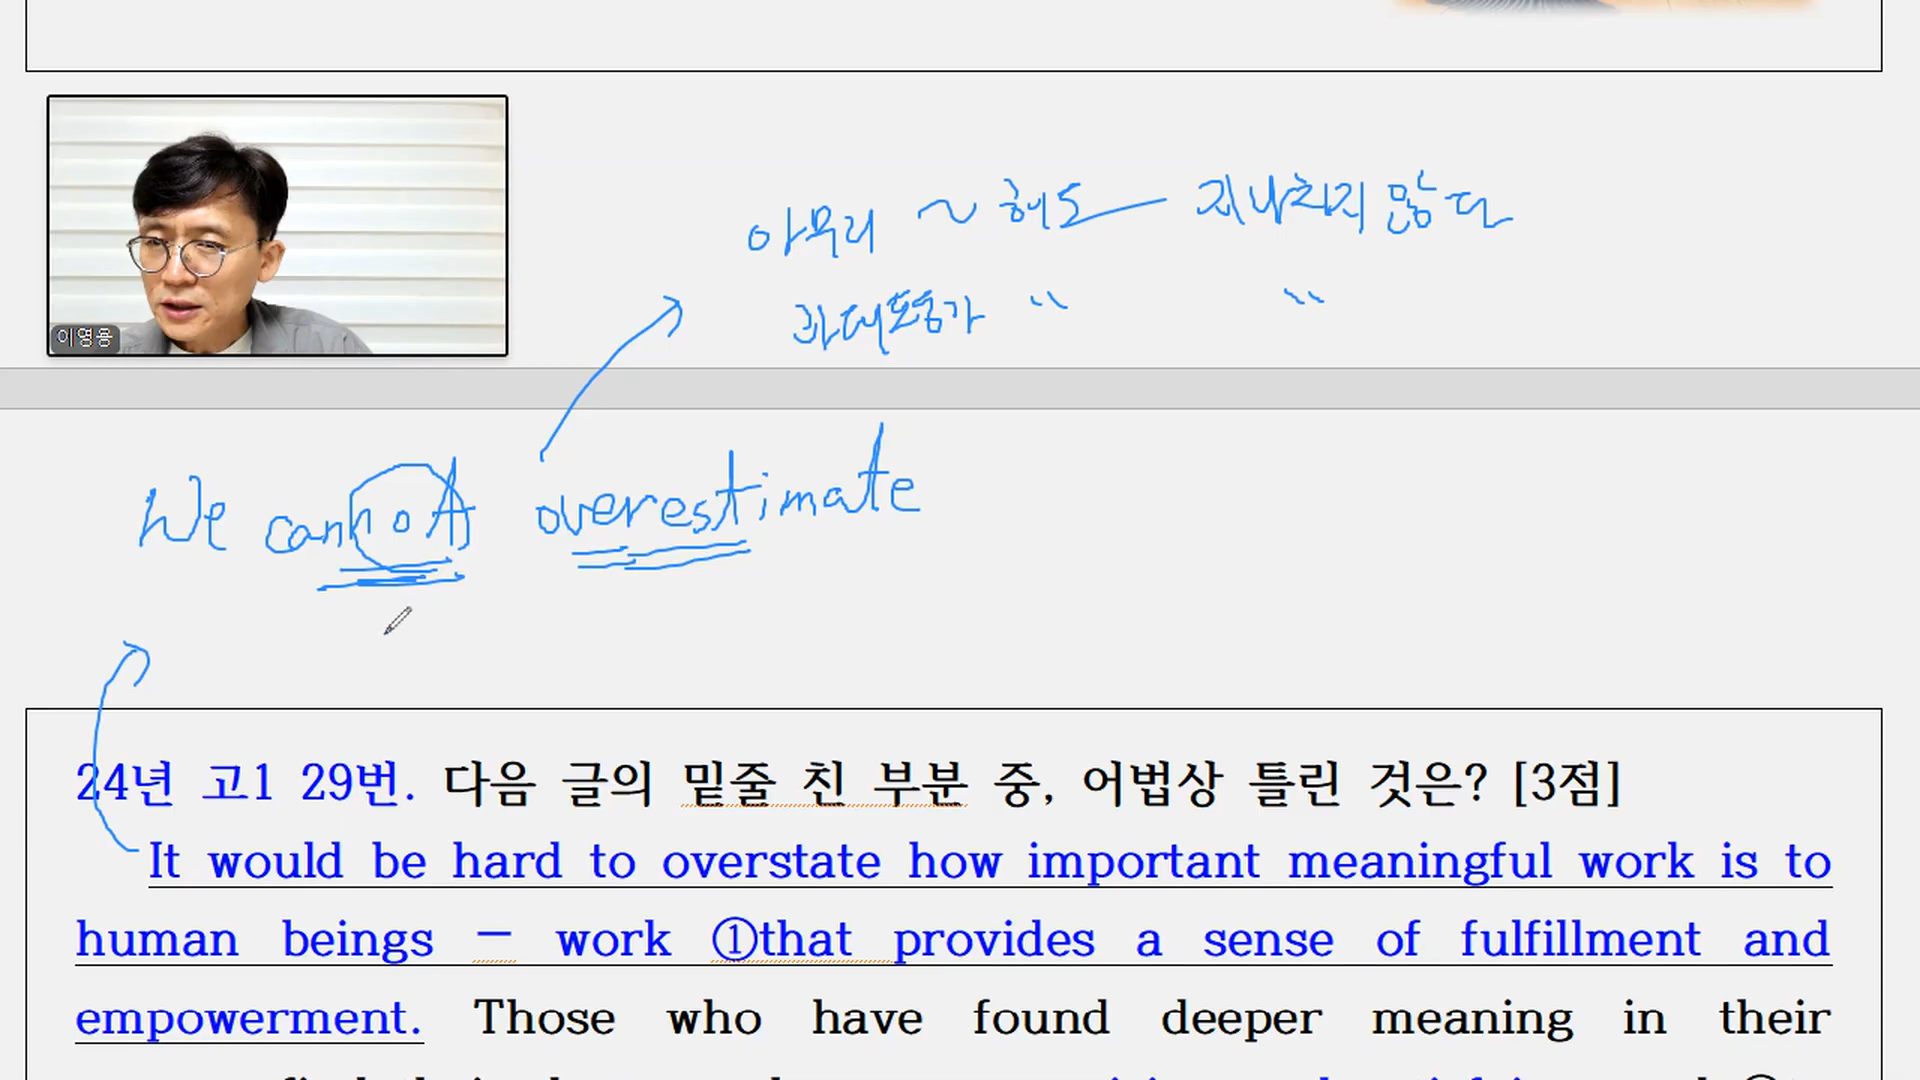 아무리 ~ 해도 지나치지 않다
과대평가 〃 〃
이영용
We cannot overestimate
24년 고1 29번. 다음 글의 밑줄 친 부분 중, 어법상 틀린 것은? [3점]
It would be hard to overstate how important meaningful work is to
human beings — work ①that provides a sense of fulfillment and
empowerment. Those who have found deeper meaning in their